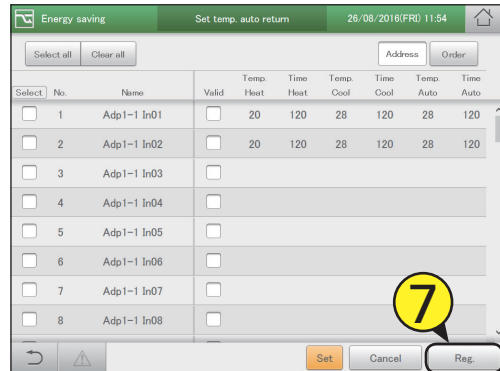 Energy saving Set temp. auto return 26/08/2016(FRI) 11:54
Select all Clear all Address Order
Temp. Time Temp. Time Temp. Time
Select No. Name Valid Heat Heat Cool Cool Auto Auto
1 Adp1-1 In01 20 120 28 120 28 120
2 Adp1-1 In02 20 120 28 120 28 120
3 Adp1-1 In03
4 Adp1-1 In04
5 Adp1-1 In05
6 Adp1-1 In06
7 Adp1-1 In07
8 Adp1-1 In08
7
Set Cancel Reg.